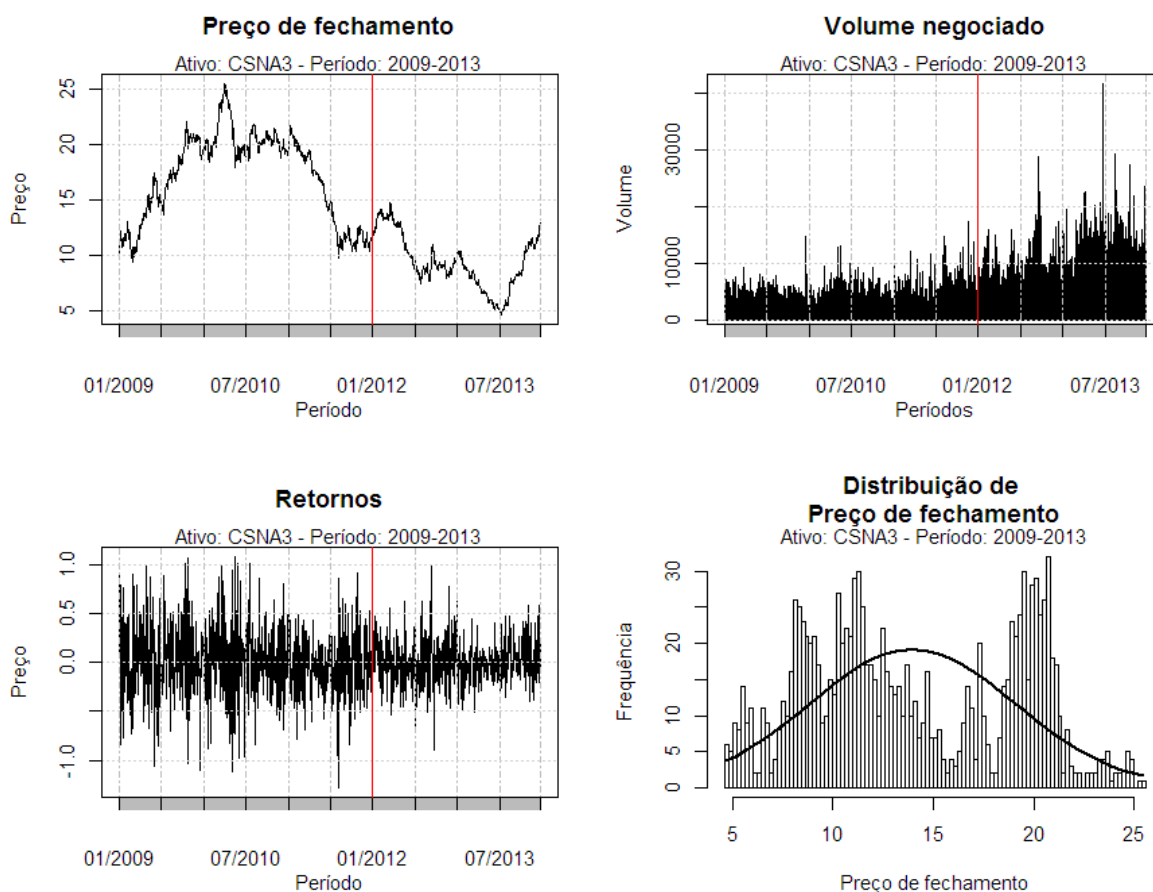 Preço de fechamento
Ativo: CSNA3 - Período: 2009-2013
Preço
25
20
15
10
5
01/2009 07/2010 01/2012 07/2013
Período
Volume negociado
Ativo: CSNA3 - Período: 2009-2013
Volume
30000
10000
0
01/2009 07/2010 01/2012 07/2013
Períodos
Retornos
Ativo: CSNA3 - Período: 2009-2013
Preço
1.0
0.5
0.0
-1.0
01/2009 07/2010 01/2012 07/2013
Período
Distribuição de
Preço de fechamento
Ativo: CSNA3 - Período: 2009-2013
Frequência
30
20
10
5
0
5 10 15 20 25
Preço de fechamento